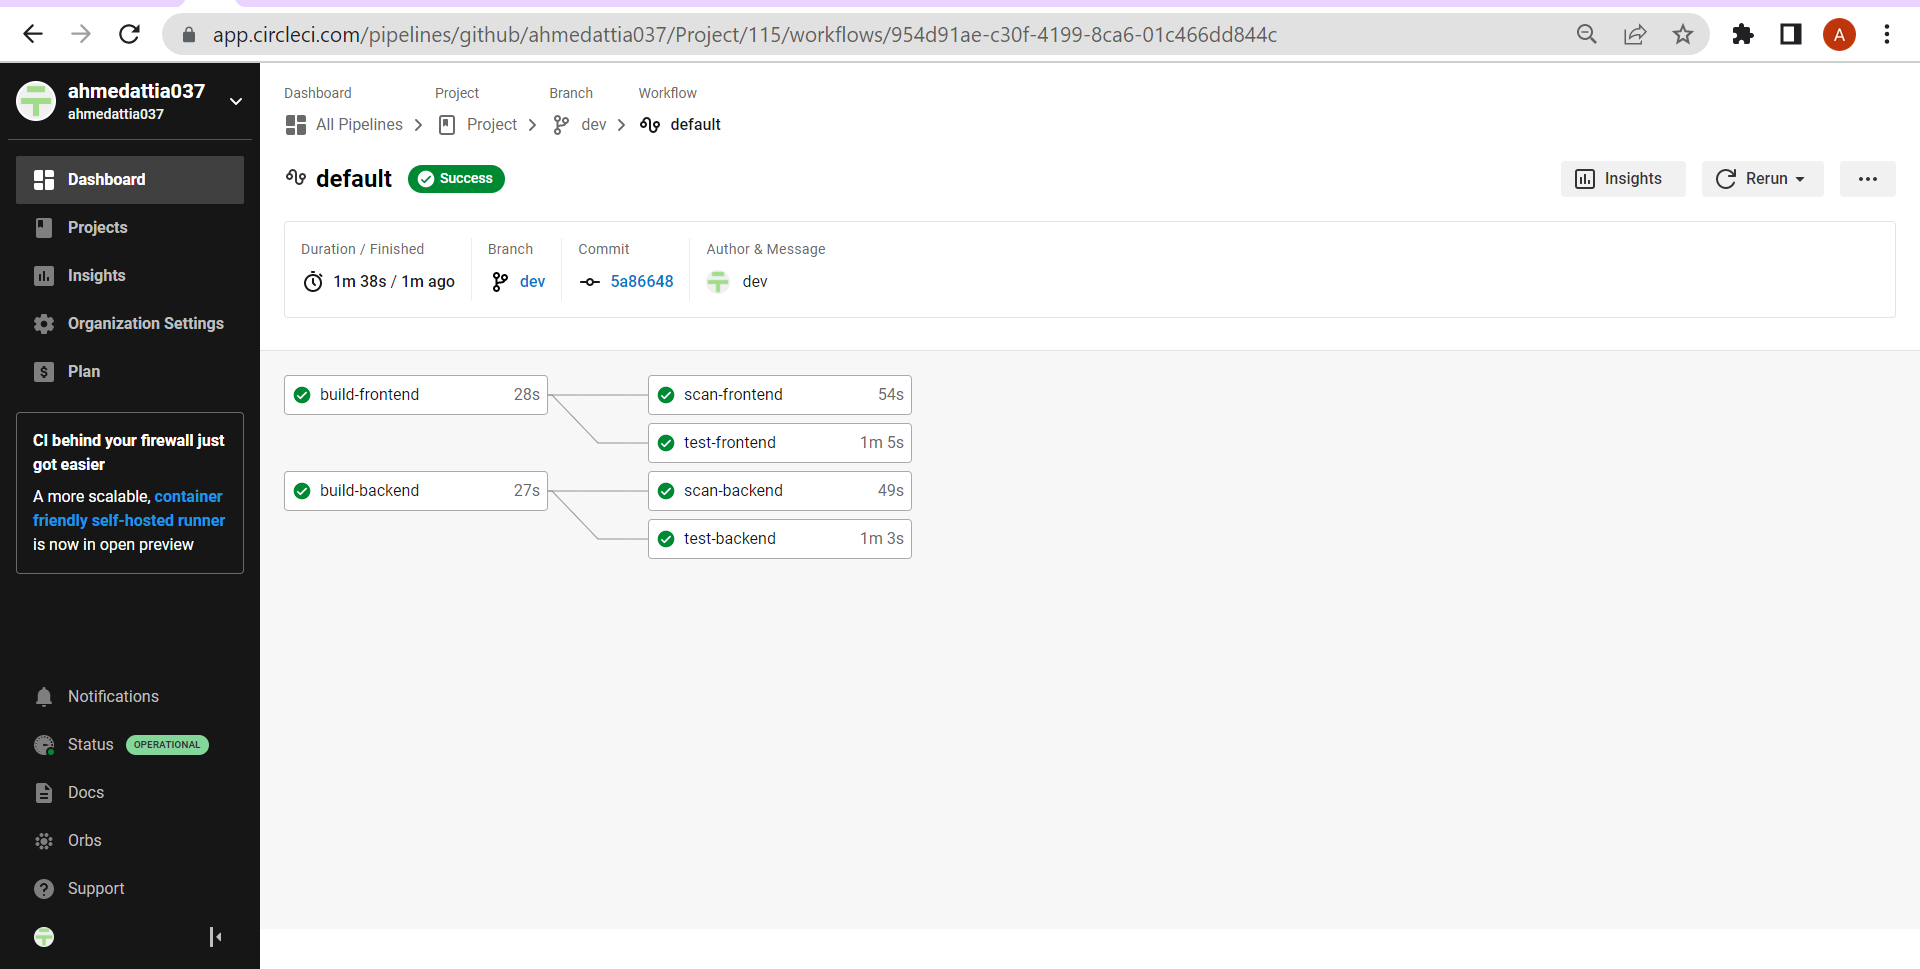 app.circleci.com/pipelines/github/ahmedattia037/Project/115/workflows/954d91ae-c30f-4199-8ca6-01c466dd844c
A
ahmedattia037
ahmedattia037
Dashboard
Projects
Insights
Organization Settings
Plan
CI behind your firewall just
got easier
A more scalable, container
friendly self-hosted runner
is now in open preview
Notifications
Status OPERATIONAL
Docs
Orbs
Support
Dashboard Project Branch Workflow
All Pipelines Project dev default
default Success
Insights Rerun
Duration / Finished Branch Commit Author & Message
1m 38s / 1m ago dev 5a86648 dev
build-frontend 28s scan-frontend 54s
test-frontend 1m 5s
build-backend 27s scan-backend 49s
test-backend 1m 3s